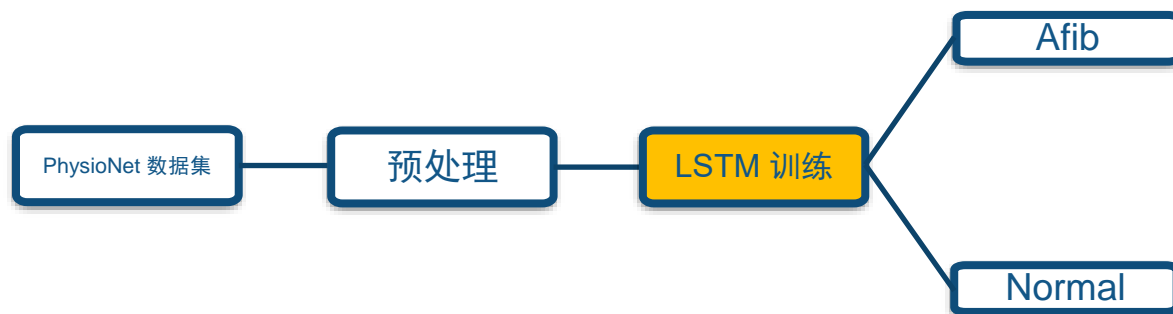 Afib
PhysioNet 数据集
预处理
LSTM 训练
Normal